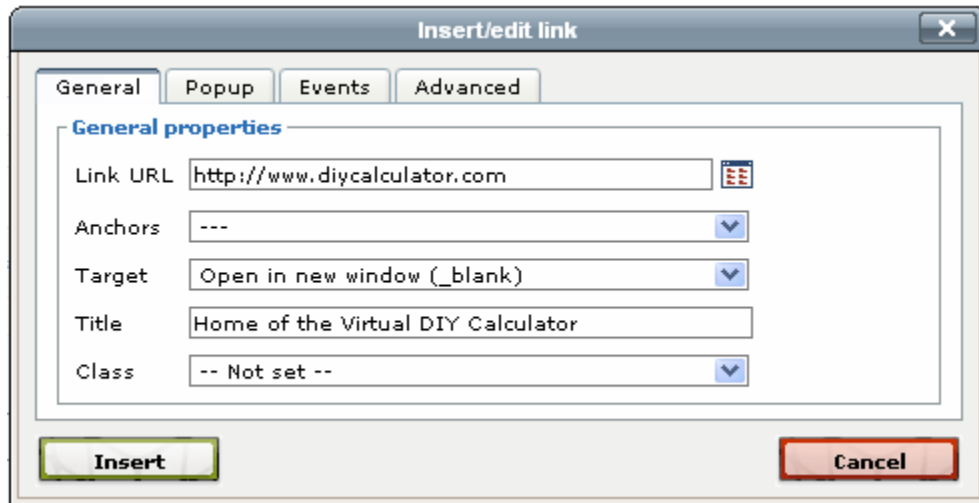 Insert/edit link
General Popup Events Advanced
General properties
Link URL http://www.diycalculator.com
Anchors ---
Target Open in new window (_blank)
Title Home of the Virtual DIY Calculator
Class -- Not set --
Insert Cancel